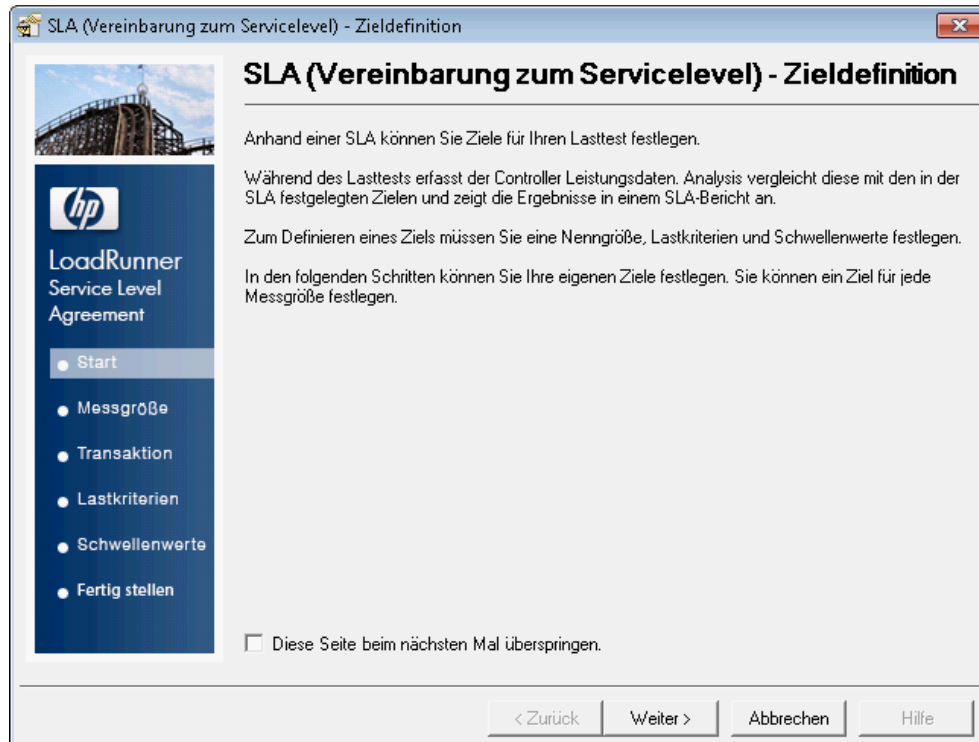 SLA (Vereinbarung zum Servicelevel) - Zieldefinition
SLA (Vereinbarung zum Servicelevel) - Zieldefinition
Anhand einer SLA können Sie Ziele für Ihren Lasttest festlegen.
Während des Lasttests erfasst der Controller Leistungsdaten. Analysis vergleicht diese mit den in der
SLA festgelegten Zielen und zeigt die Ergebnisse in einem SLA-Bericht an.
Zum Definieren eines Ziels müssen Sie eine Nenngröße, Lastkriterien und Schwellenwerte festlegen.
In den folgenden Schritten können Sie Ihre eigenen Ziele festlegen. Sie können ein Ziel für jede
Messgröße festlegen.
hp
LoadRunner
Service Level
Agreement
Start
Messgröße
Transaktion
Lastkriterien
Schwellenwerte
Fertig stellen
Diese Seite beim nächsten Mal überspringen.
< Zurück
Weiter >
Abbrechen
Hilfe